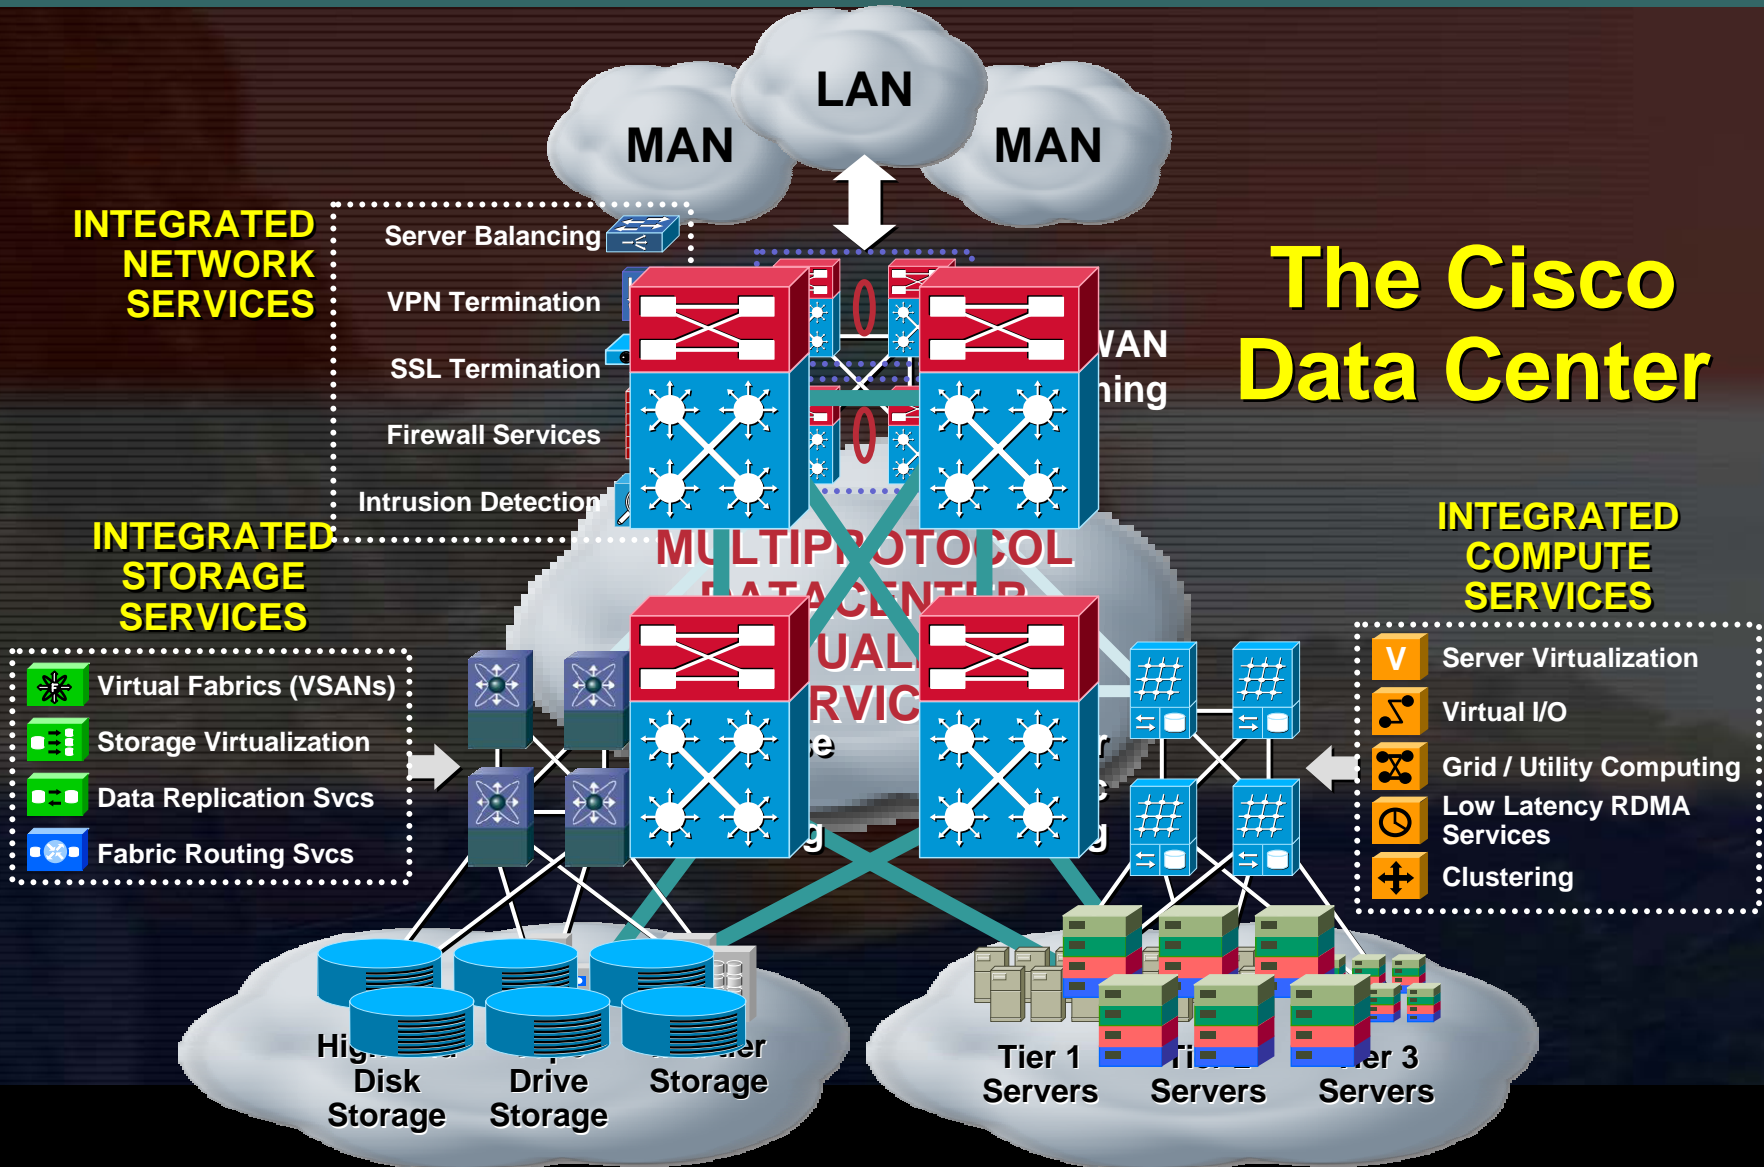 LAN
MAN
MAN
INTEGRATED
NETWORK
SERVICES
Server Balancing
VPN Termination
SSL Termination
Firewall Services
Intrusion Detection
The Cisco
Data Center
MULTIPROTOCOL
DATACENTER
INTEGRATED
STORAGE
SERVICES
Virtual Fabrics (VSANs)
Storage Virtualization
Data Replication Svcs
Fabric Routing Svcs
INTEGRATED
COMPUTE
SERVICES
V Server Virtualization
Virtual I/O
Grid / Utility Computing
Low Latency RDMA
Services
Clustering
Disk
Storage
Drive
Storage
Storage
Tier 1
Servers
Servers
3
Servers